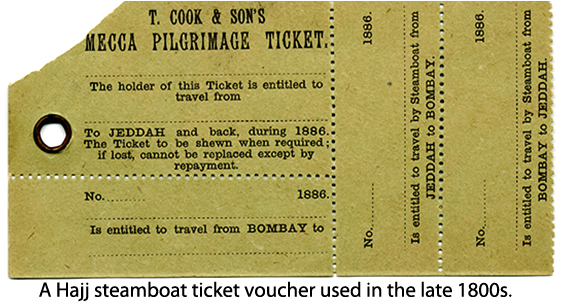 T. COOK & SON'S
MECCA PILGRIMAGE TICKET.
The holder of this Ticket is entitled to
travel from
To JEDDAH and back, during 1886.
The Ticket to be shewn when required;
if lost, cannot be replaced except by
repayment.
No. 1886.
Is entitled to travel from BOMBAY to
No. 1886.
Is entitled to travel by Steamboat from
JEDDAH to BOMBAY.
No. 1886.
Is entitled to travel by Steamboat from
BOMBAY to JEDDAH.
A Hajj steamboat ticket voucher used in the late 1800s.